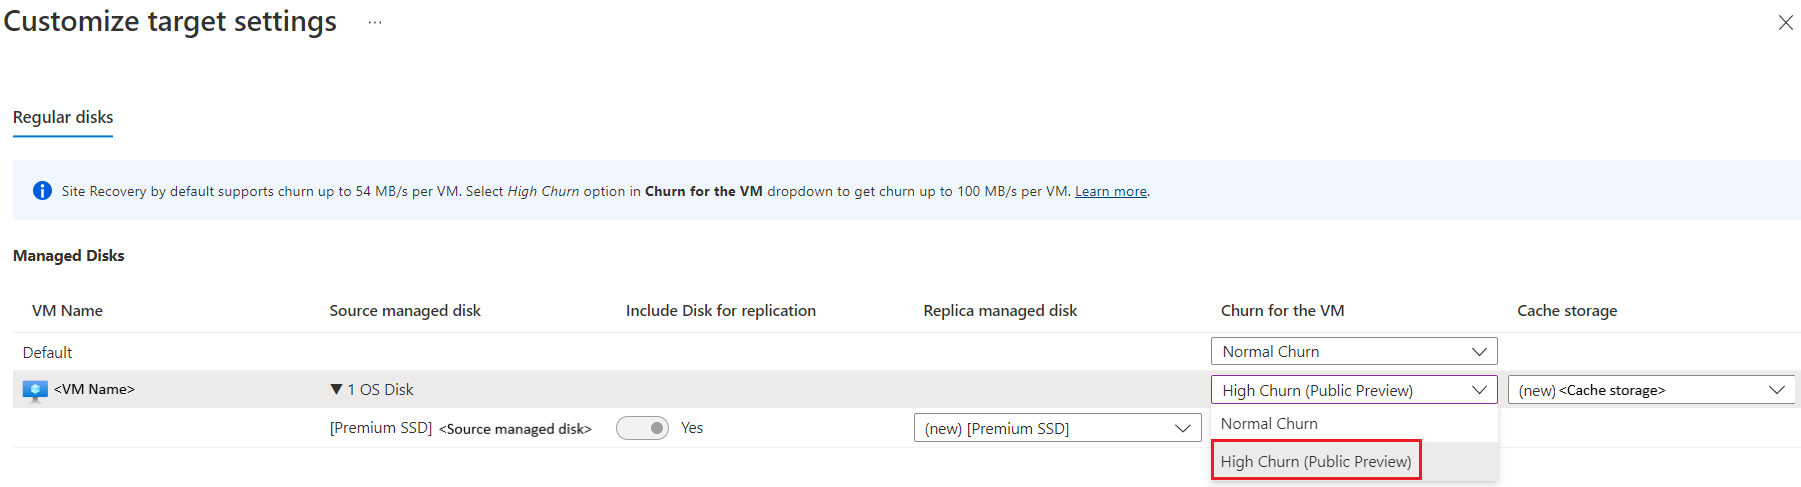 Customize target settings ...
Regular disks
Site Recovery by default supports churn up to 54 MB/s per VM. Select High Churn option in Churn for the VM dropdown to get churn up to 100 MB/s per VM. Learn more.
Managed Disks
VM Name Source managed disk Include Disk for replication Replica managed disk Churn for the VM Cache storage
Default Normal Churn
<VM Name> 1 OS Disk High Churn (Public Preview) (new) <Cache storage>
[Premium SSD] <Source managed disk> Yes (new) [Premium SSD] Normal Churn
High Churn (Public Preview)